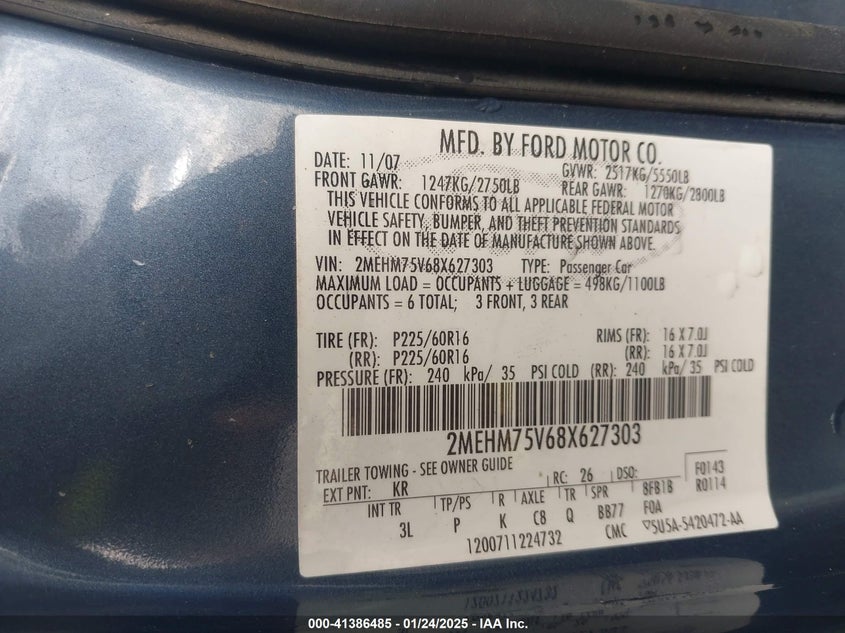 MFD. BY FORD MOTOR CO.
DATE: 11/07 GVWR: 2517KG/5550LB
FRONT GAWR: 1247KG/2750LB REAR GAWR: 1270KG/2800LB
THIS VEHICLE CONFORMS TO ALL APPLICABLE FEDERAL MOTOR
VEHICLE SAFETY, BUMPER, AND THEFT PREVENTION STANDARDS
IN EFFECT ON THE DATE OF MANUFACTURE SHOWN ABOVE.
VIN: 2MEHM75V68X627303 TYPE: Passenger Car
MAXIMUM LOAD = OCCUPANTS + LUGGAGE = 498KG/1100LB
OCCUPANTS = 6 TOTAL; 3 FRONT, 3 REAR
TIRE (FR): P225/60R16 RIMS (FR): 16 X 7.0J
(RR): P225/60R16 (RR): 16 X 7.0J
PRESSURE (FR): 240 kPa/ 35 PSI COLD (RR): 240 kPa/ 35 PSI COLD
2MEHM75V68X627303
TRAILER TOWING - SEE OWNER GUIDE
EXT PNT: KR RC: 26 DSO: F0143
INT TR TP/PS R AXLE TR SPR 8FB1B R0114
3L P K C8 Q BB77 FOA
1200711224732 CMC 5U5A-5420472-AA
000-41386485 - 01/24/2025 - IAA Inc.